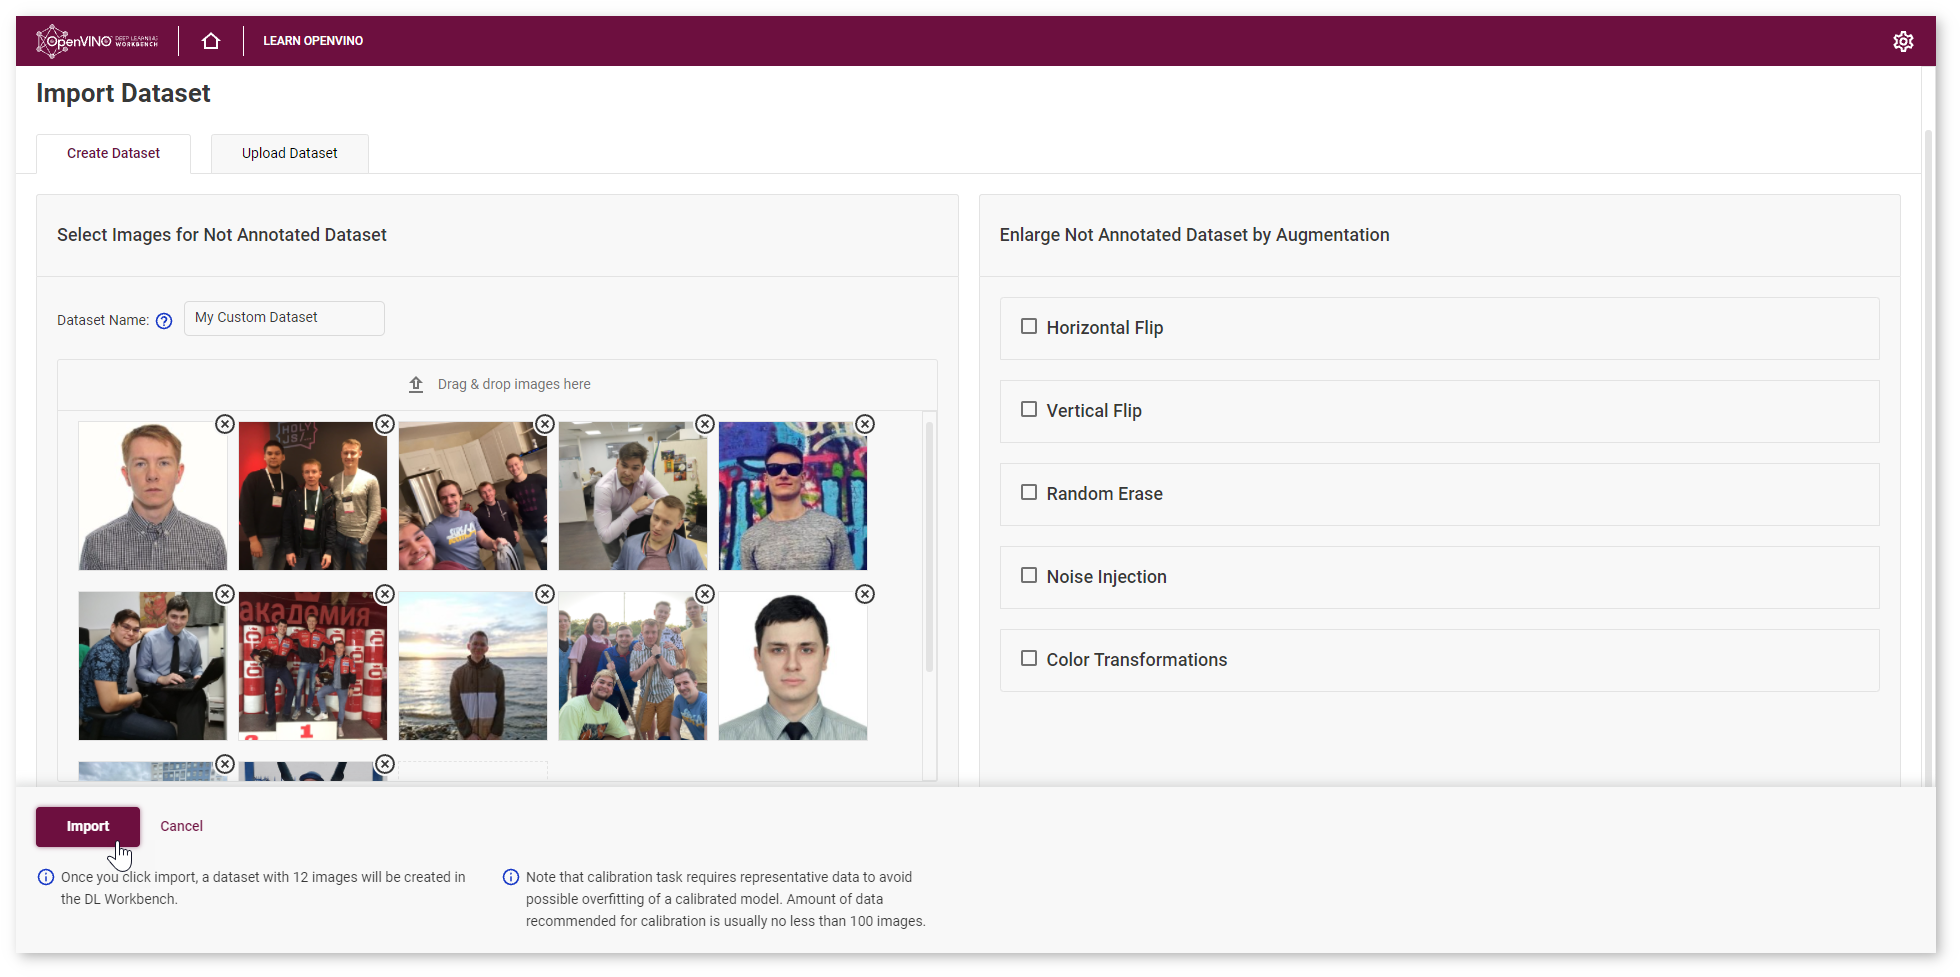 OpenVINO™ DEEP LEARNING
WORKBENCH
LEARN OPENVINO
Import Dataset
Create Dataset
Upload Dataset
Select Images for Not Annotated Dataset
Enlarge Not Annotated Dataset by Augmentation
Dataset Name:
My Custom Dataset
Drag & drop images here
HOLY
JS/
академия
1
Horizontal Flip
Vertical Flip
Random Erase
Noise Injection
Color Transformations
Import
Cancel
Once you click import, a dataset with 12 images will be created in
the DL Workbench.
Note that calibration task requires representative data to avoid
possible overfitting of a calibrated model. Amount of data
recommended for calibration is usually no less than 100 images.